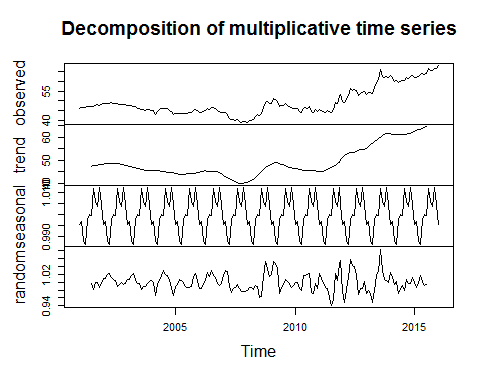 Decomposition of multiplicative time series
observed
40
55
trend
50
60
seasonal
0.990
1.010
random
0.94
1.02
2005
2010
2015
Time